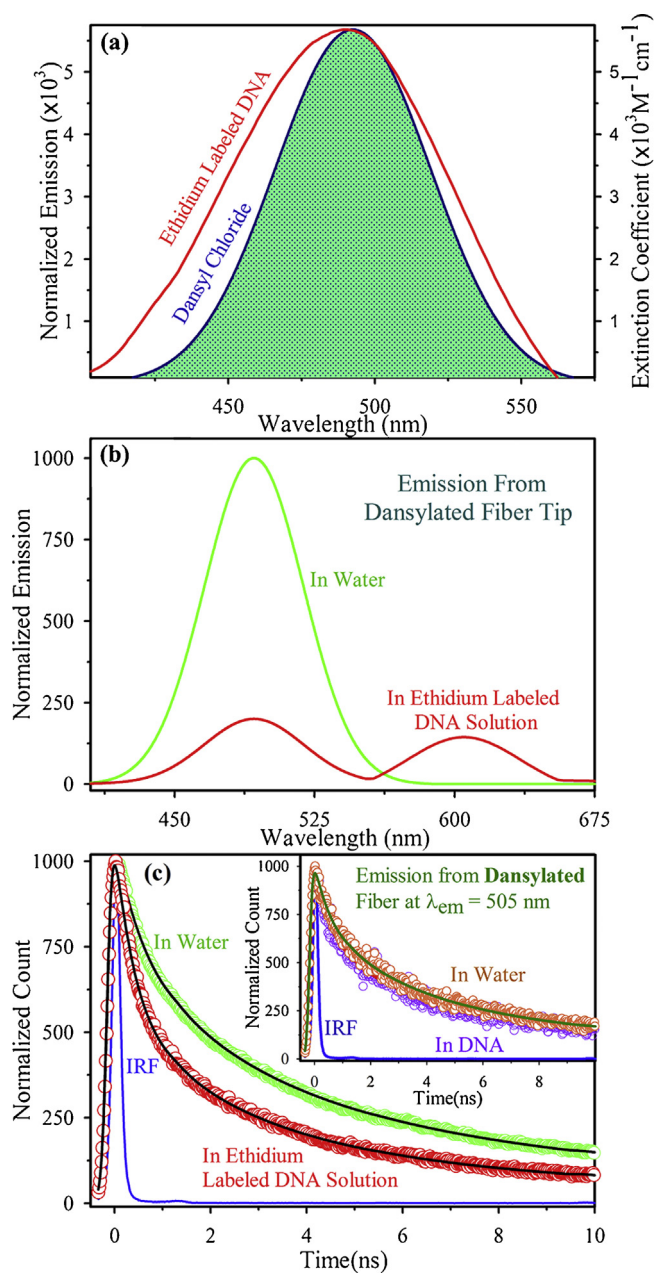 (a)
Normalized Emission (x10³)
5
4
3
2
1
Ethidium Labeled DNA
Dansyl Chloride
5
4
3
2
1
Extinction Coefficient (x10³M⁻¹cm⁻¹)
450 500 550
Wavelength (nm)
(b)
Normalized Emission
1000
750
500
250
0
Emission From
Dansylated Fiber Tip
In Water
In Ethidium Labeled
DNA Solution
450 525 600 675
Wavelength (nm)
(c)
Normalized Count
1000
750
500
250
0
In Water
IRF
In Ethidium
Labeled DNA Solution
0 2 4 6 8 10
Time(ns)
Normalized Count
1000
750
500
250
0
Emission from Dansylated
Fiber at λem = 505 nm
In Water
IRF
In DNA
0 2 4 6 8
Time(ns)